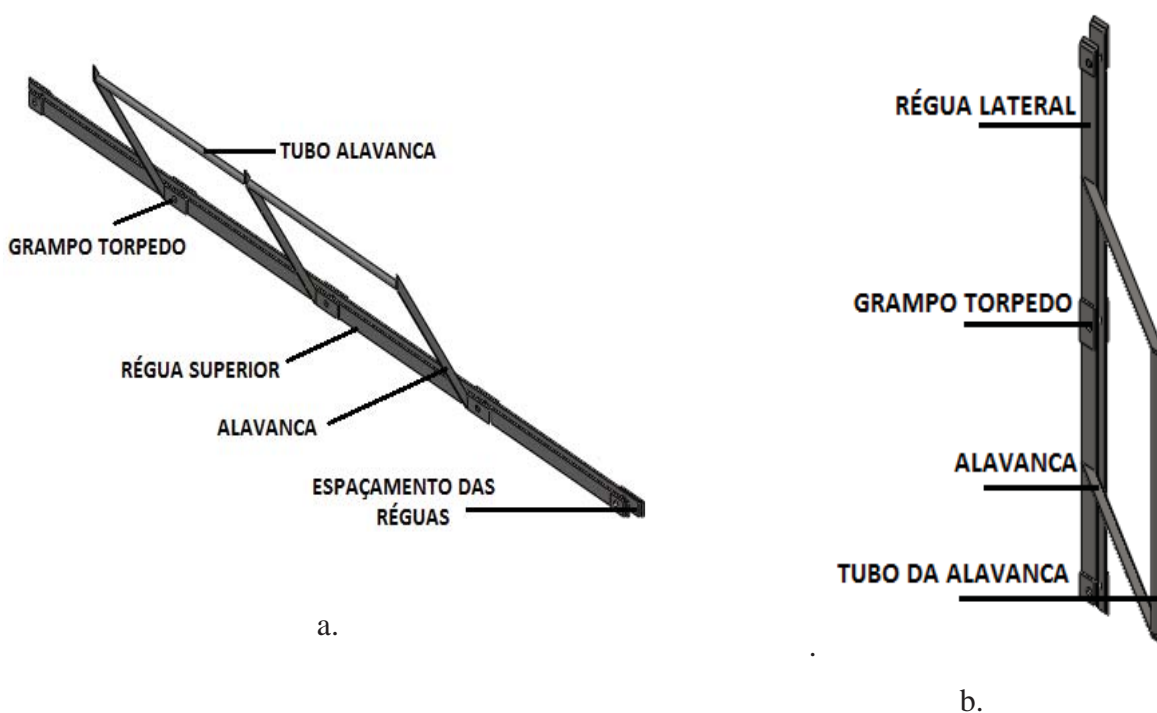 TUBO ALAVANCA
GRAMPO TORPEDO
RÉGUA SUPERIOR
ALAVANCA
ESPAÇAMENTO DAS
RÉGUAS
a.
RÉGUA LATERAL
GRAMPO TORPEDO
ALAVANCA
TUBO DA ALAVANCA
.
b.